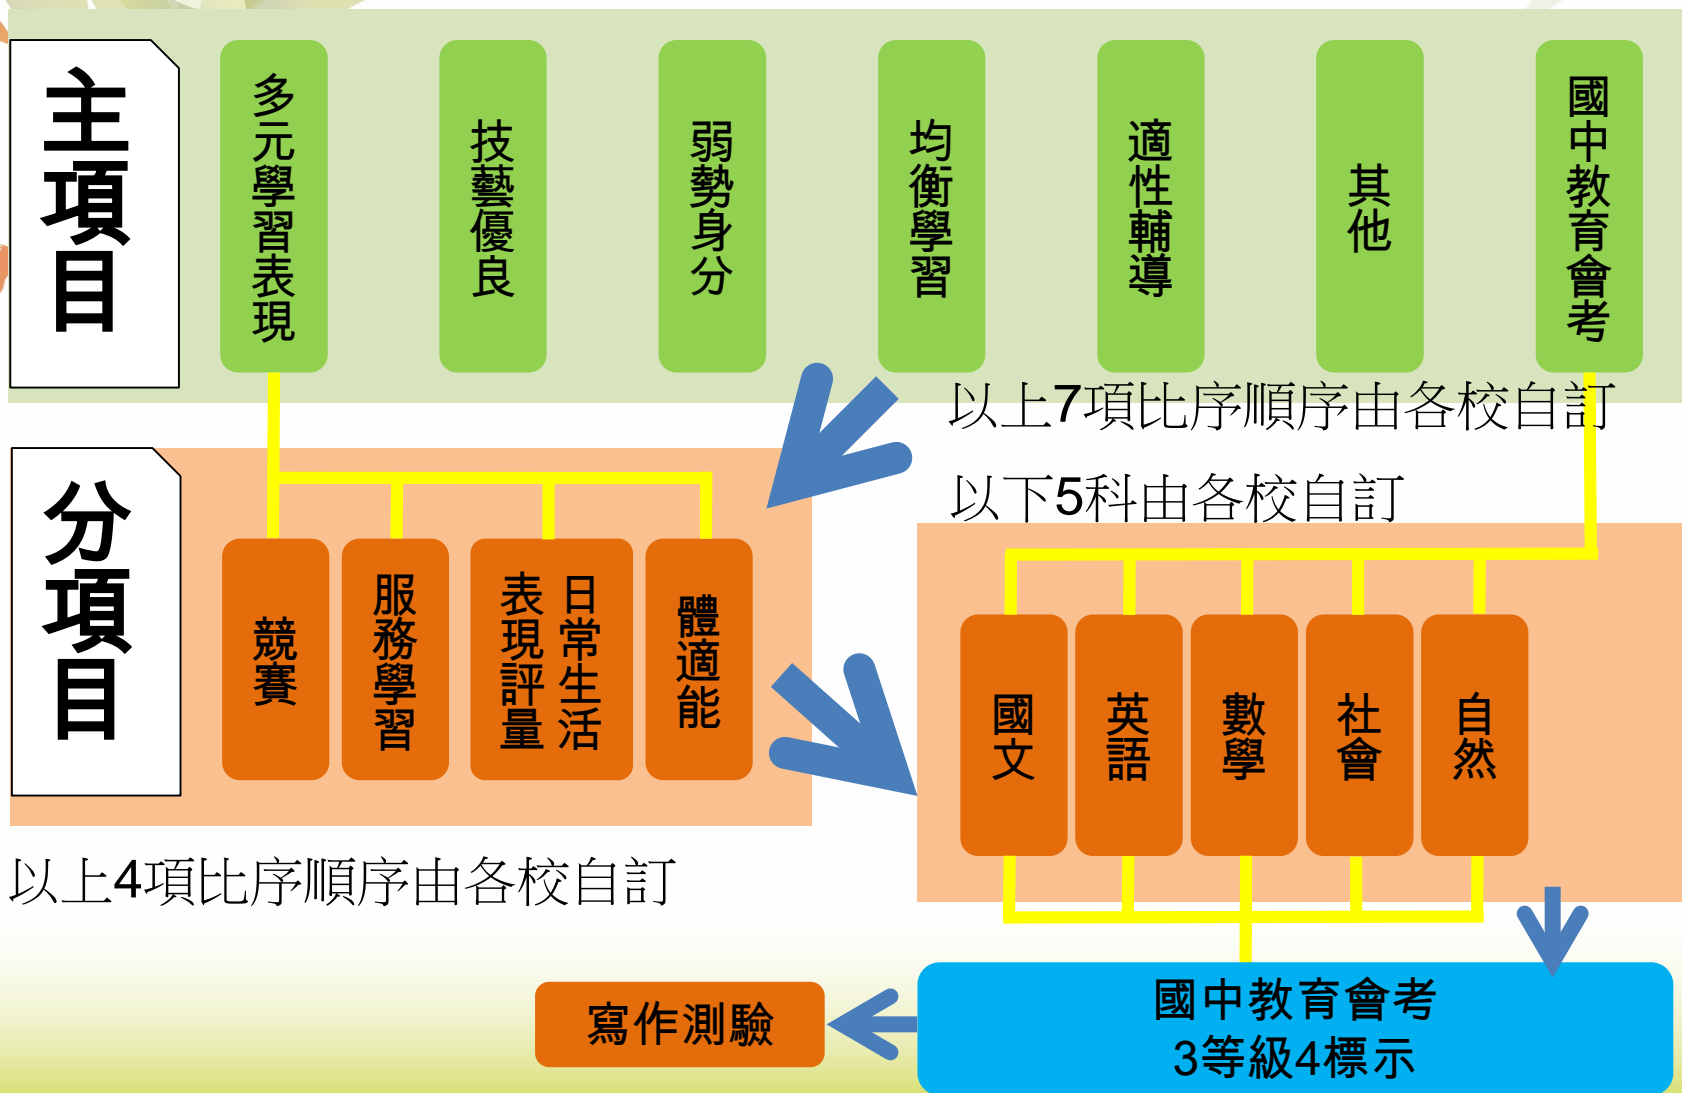 主項目
多元學習表現
技藝優良
弱勢身分
均衡學習
適性輔導
其他
國中教育會考
以上7項比序順序由各校自訂
以下5科由各校自訂
分項目
競賽
服務學習
日常生活
表現評量
體適能
國文
英語
數學
社會
自然
以上4項比序順序由各校自訂
寫作測驗
國中教育會考
3等級4標示